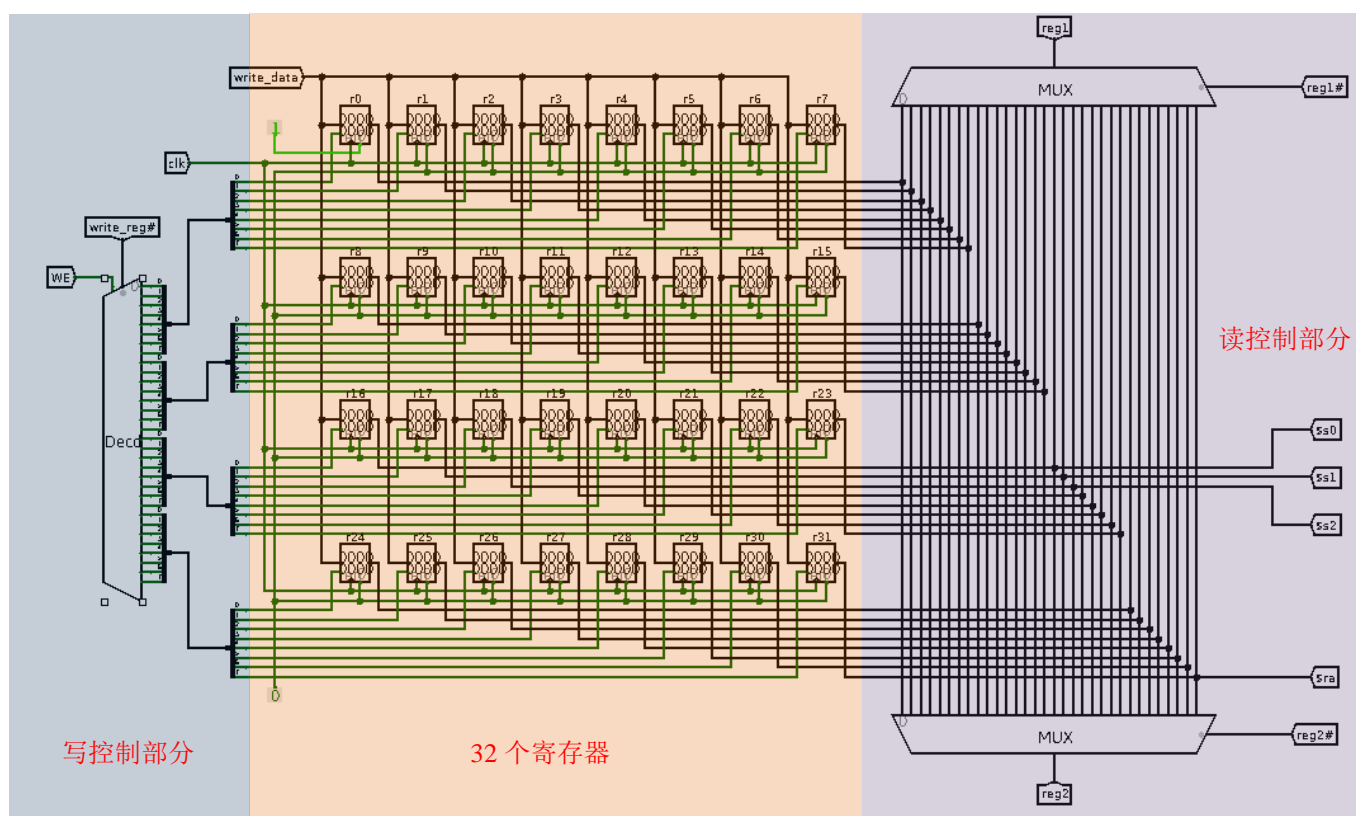 reg1
write_data
MUX
reg1#
r0 r1 r2 r3 r4 r5 r6 r7
1
clk
write_reg#
WE
r8 r9 r10 r11 r12 r13 r14 r15
读控制部分
r16 r17 r18 r19 r20 r21 r22 r23
$s0
Decd
$s1
$s2
r24 r25 r26 r27 r28 r29 r30 r31
$ra
0
写控制部分
32 个寄存器
MUX
reg2#
reg2